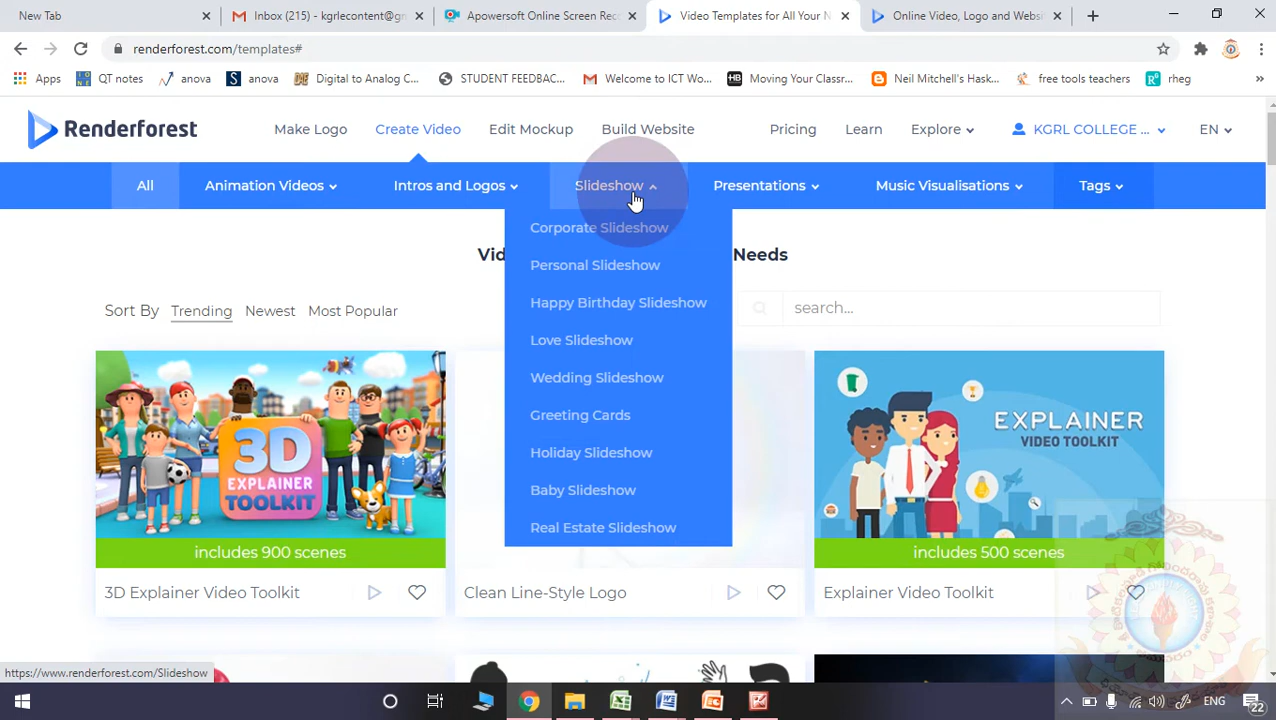 New Tab
Inbox (215) - kgrlecontent@gr
Apowersoft Online Screen Rec
Video Templates for All Your N
Online Video, Logo and Websi
renderforest.com/templates#
Apps
QT notes
anova
anova
Digital to Analog C...
STUDENT FEEDBAC...
Welcome to ICT Wo...
Moving Your Classr...
Neil Mitchell's Hask...
free tools teachers
rheg
Renderforest
Make Logo
Create Video
Edit Mockup
Build Website
Pricing
Learn
Explore
KGRL COLLEGE ...
EN
All
Animation Videos
Intros and Logos
Slideshow
Presentations
Music Visualisations
Tags
Corporate Slideshow
Personal Slideshow
Happy Birthday Slideshow
Love Slideshow
Wedding Slideshow
Greeting Cards
Holiday Slideshow
Baby Slideshow
Real Estate Slideshow
Needs
Sort By
Trending
Newest
Most Popular
search...
3D
EXPLAINER
TOOLKIT
includes 900 scenes
EXPLAINER
VIDEO TOOLKIT
includes 500 scenes
3D Explainer Video Toolkit
Clean Line-Style Logo
Explainer Video Toolkit
https://www.renderforest.com/Slideshow
ENG
22